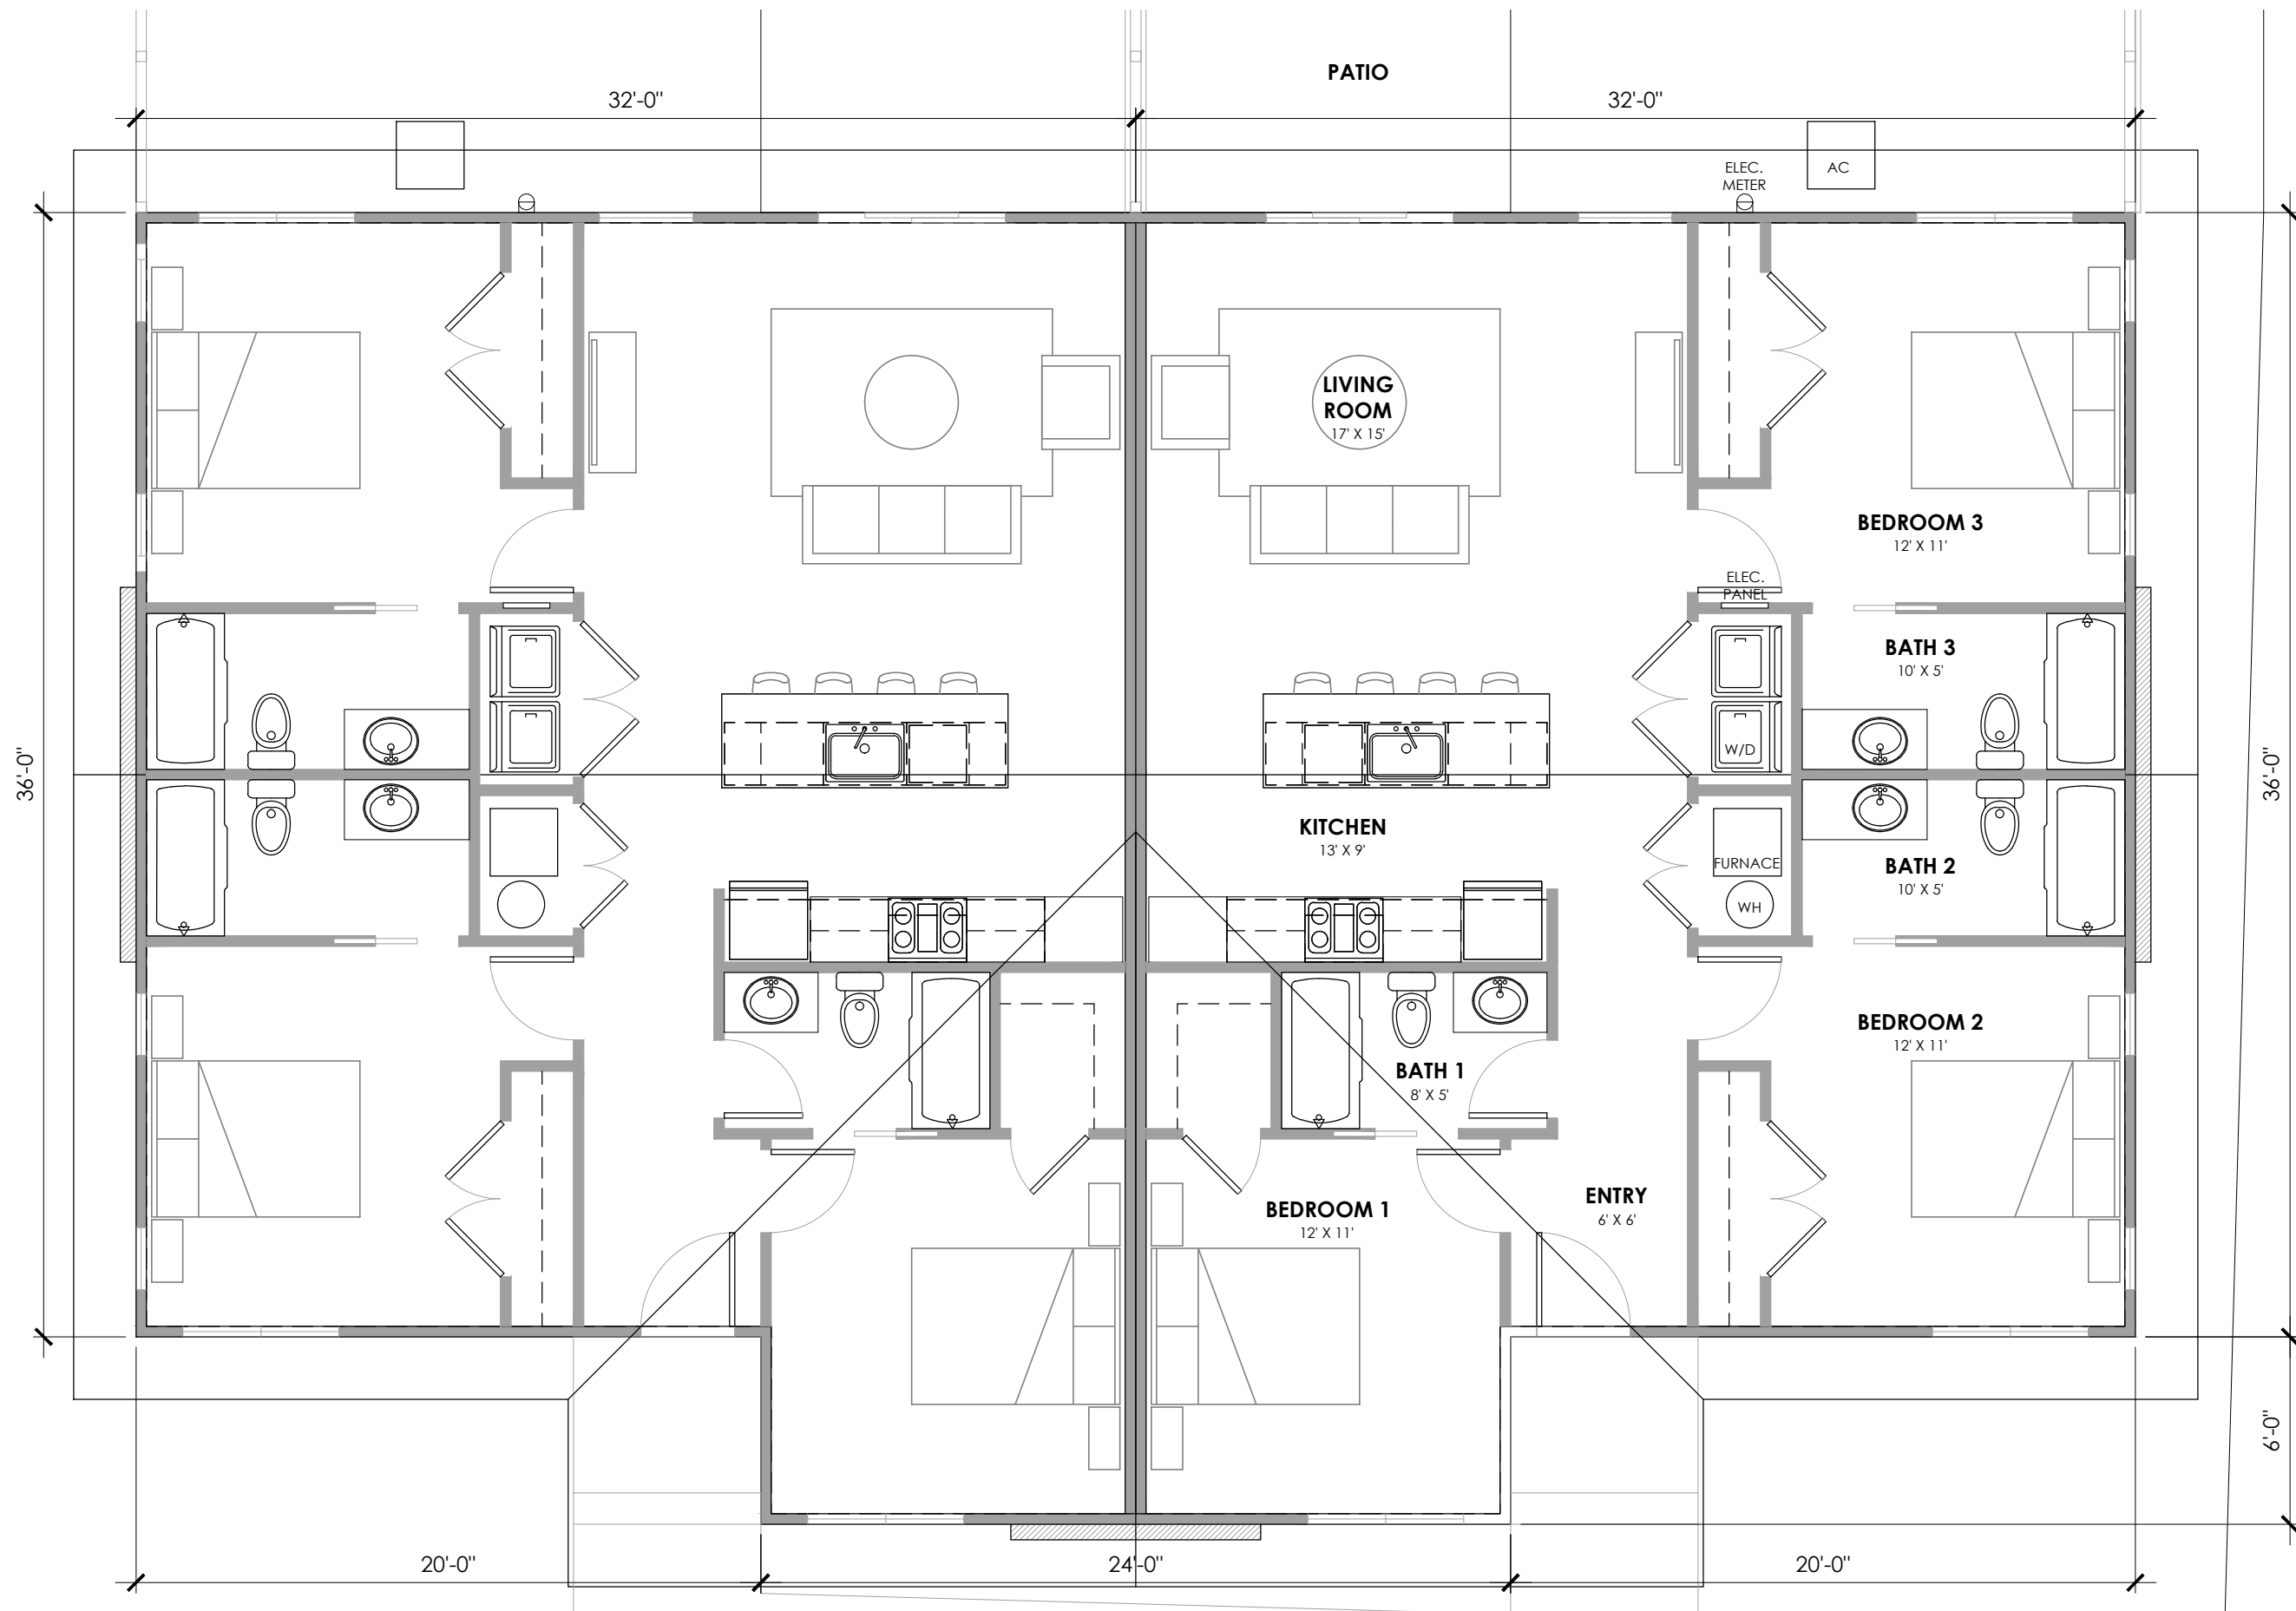 PATIO
32'-0"
32'-0"
ELEC.
METER
AC
LIVING
ROOM
17' X 15'
BEDROOM 3
12' X 11'
ELEC.
PANEL
BATH 3
10' X 5'
W/D
36'-0"
36'-0"
KITCHEN
13' X 9'
FURNACE
WH
BATH 2
10' X 5'
BEDROOM 2
12' X 11'
BATH 1
8' X 5'
ENTRY
6' X 6'
BEDROOM 1
12' X 11'
6'-0"
20'-0"
24'-0"
20'-0"